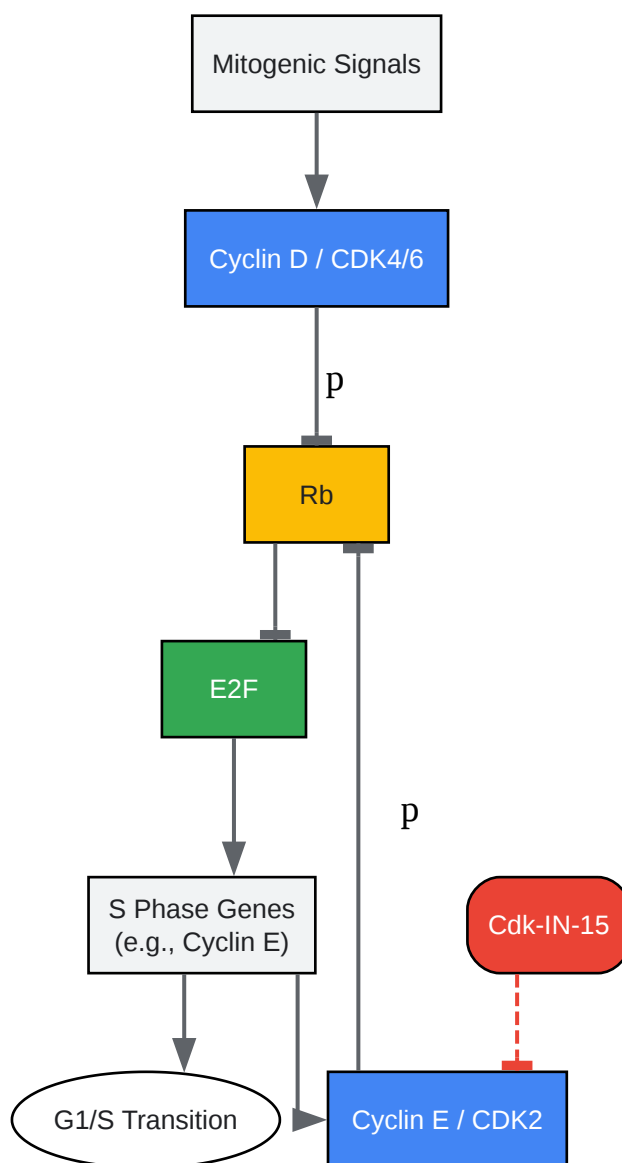 Mitogenic Signals
Cyclin D / CDK4/6
p
Rb
E2F
p
S Phase Genes
(e.g., Cyclin E)
Cdk-IN-15
G1/S Transition
Cyclin E / CDK2